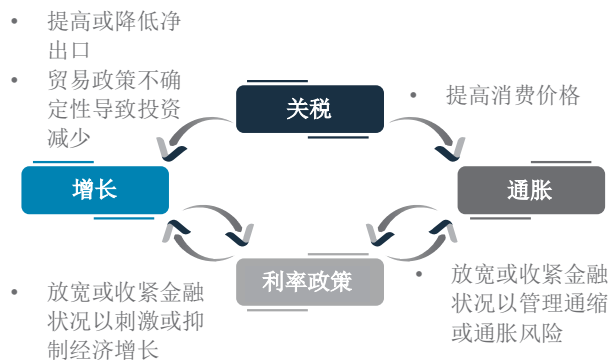 • 提高或降低净
出口
• 贸易政策不确
定性导致投资
减少
关税
• 提高消费价格
增长
通胀
利率政策
• 放宽或收紧金融
状况以刺激或抑
制经济增长
• 放宽或收紧金融
状况以管理通缩
或通胀风险